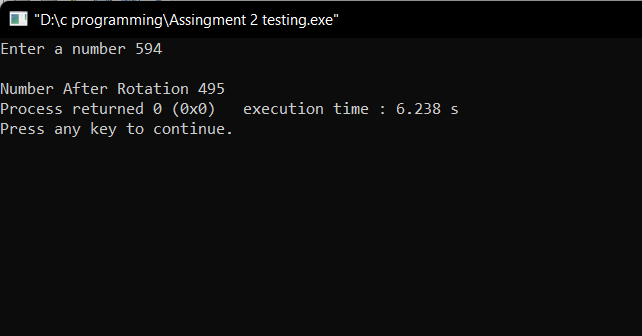 "D:\c programming\Assingment 2 testing.exe"
Enter a number 594
Number After Rotation 495
Process returned 0 (0x0)   execution time : 6.238 s
Press any key to continue.